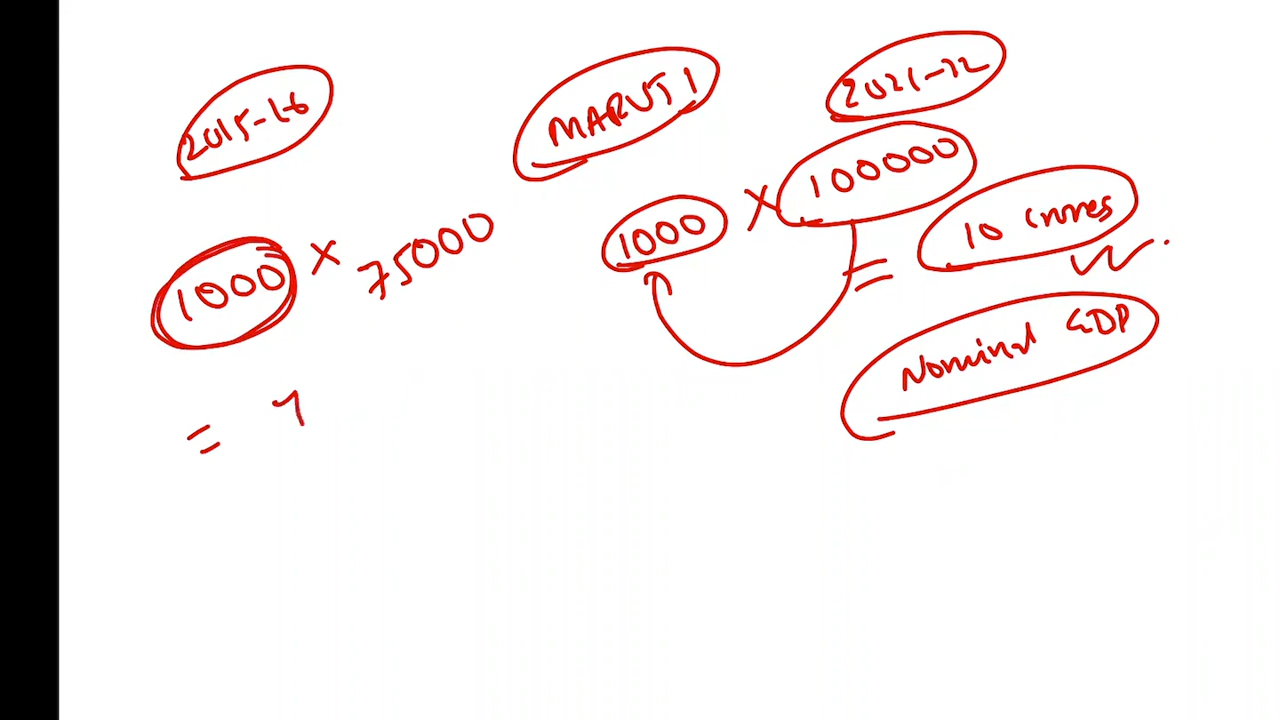 2015-16 MARUTI 2021-22
1000 × 75000 1000 × 100000 = 10 crores
Nominal GDP
= 7